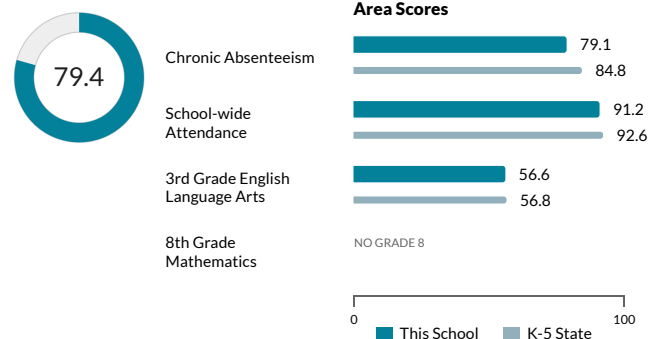 Area Scores
79.4
Chronic Absenteeism
79.1
84.8
School-wide
Attendance
91.2
92.6
3rd Grade English
Language Arts
56.6
56.8
8th Grade
Mathematics
NO GRADE 8
0
100
This School
K-5 State